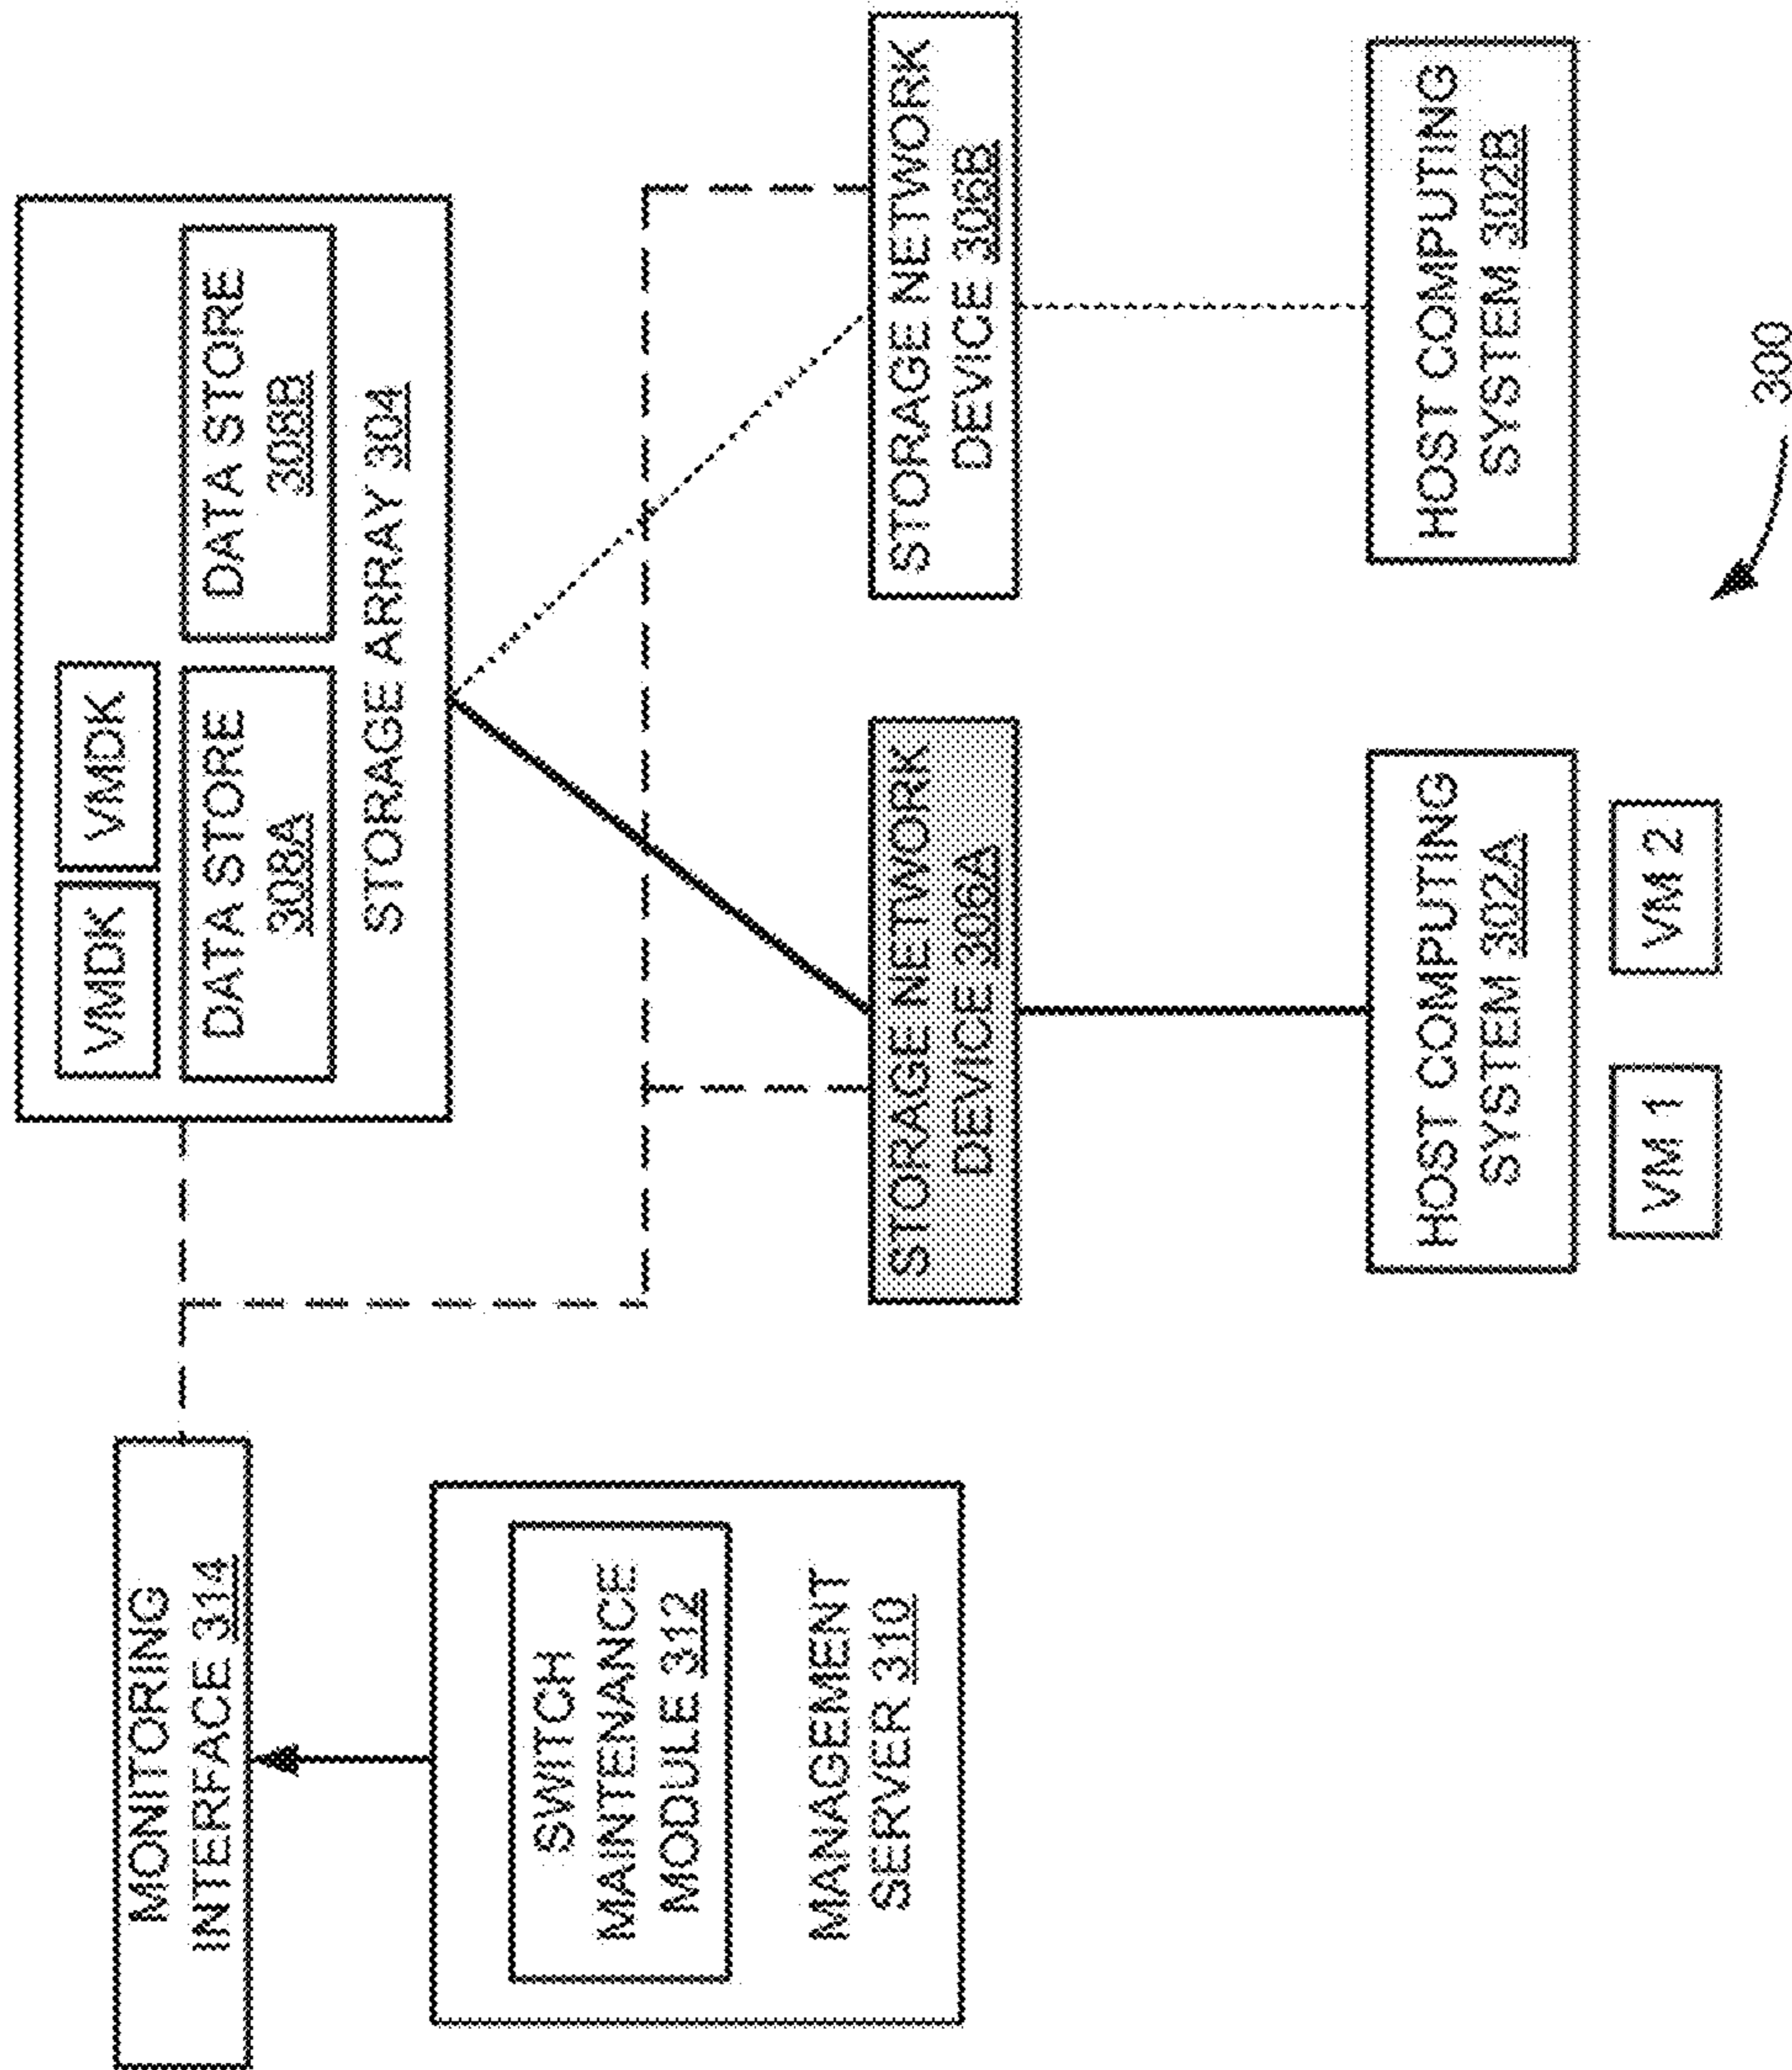 MONITORING
INTERFACE 314
SWITCH
MAINTENANCE
MODULE 312
MANAGEMENT
SERVER 310
VMDK
VMDK
DATA STORE
308A
DATA STORE
308B
STORAGE ARRAY 304
STORAGE NETWORK
DEVICE 306A
STORAGE NETWORK
DEVICE 306B
HOST COMPUTING
SYSTEM 302A
HOST COMPUTING
SYSTEM 302B
VM 1
VM 2
300